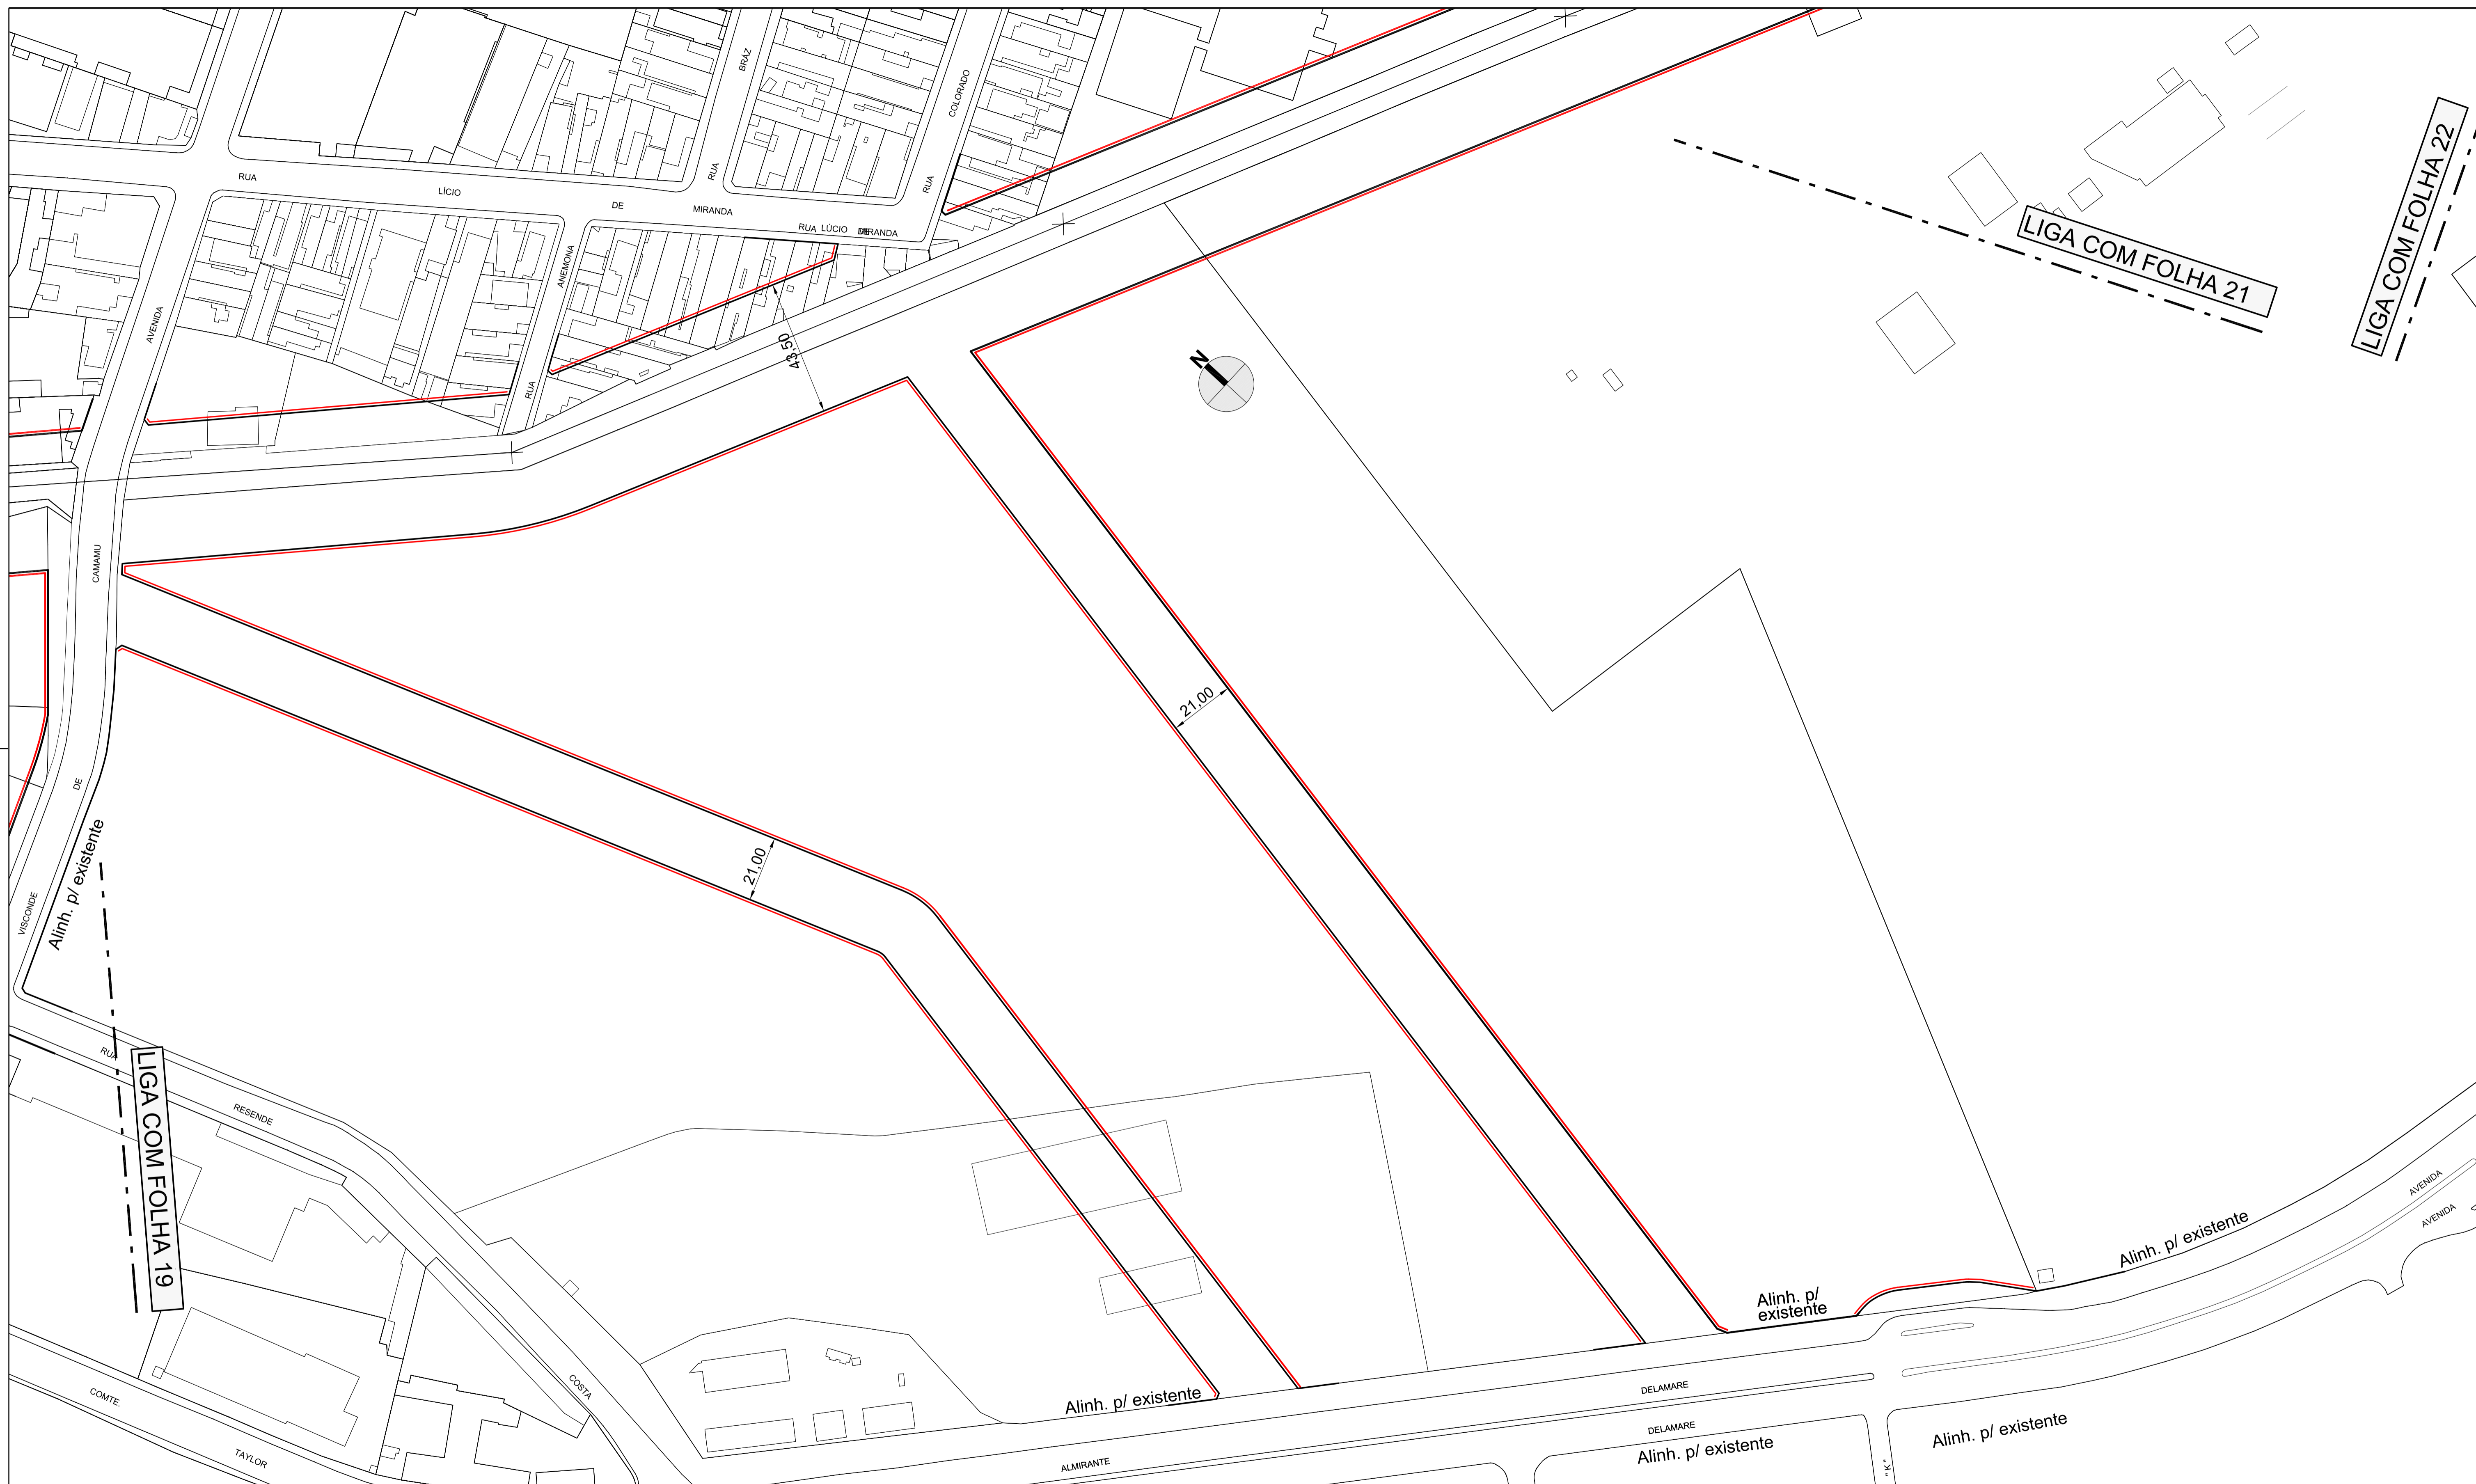 BRÁZ
COLORADO
RUA
RUA
RUA
LÍCIO
DE
MIRANDA
RUA LÚCIO DE MIRANDA
ANEMONA
RUA
AVENIDA
43,50
N
LIGA COM FOLHA 21
LIGA COM FOLHA 22
CAMAMU
21,00
DE
21,00
Alinh. p/ existente
VISCONDE
RUA
LIGA COM FOLHA 19
RESENDE
COSTA
COMTE.
TAYLOR
Alinh. p/ existente
ALMIRANTE
DELAMARE
DELAMARE
Alinh. p/
existente
Alinh. p/ existente
AVENIDA
AVENIDA
Alinh. p/ existente
Alinh. p/ existente
"K"